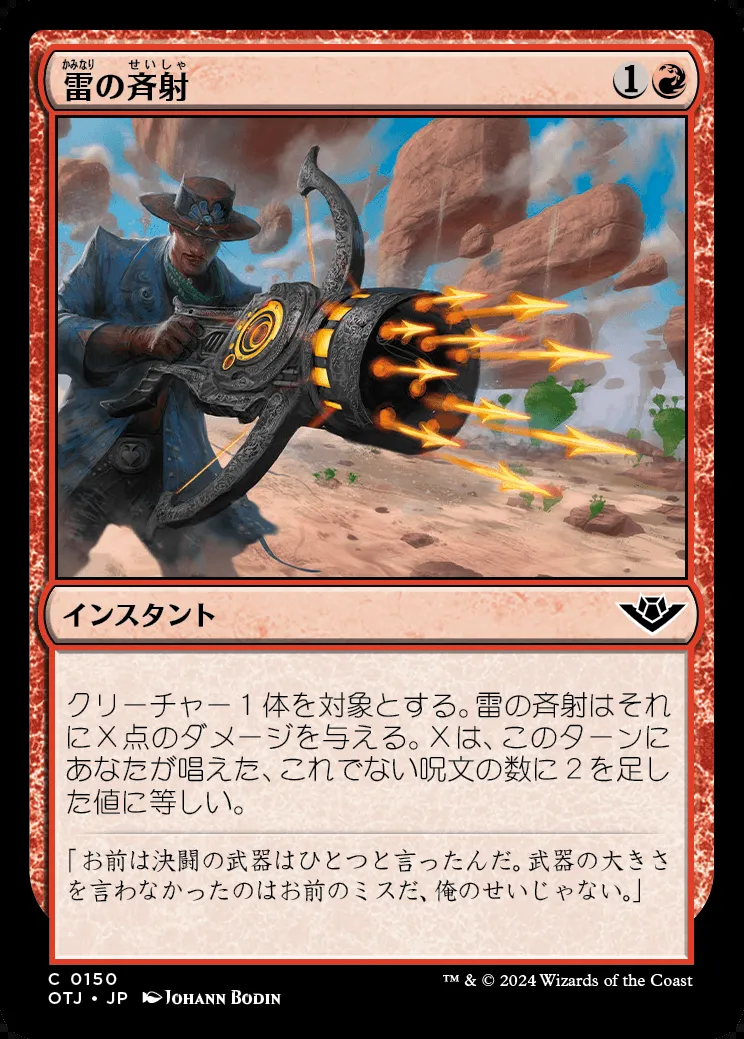 かみなり せいしゃ
雷の斉射
1
インスタント
クリーチャー１体を対象とする。雷の斉射はそれ
にＸ点のダメージを与える。Ｘは、このターンに
あなたが唱えた、これでない呪文の数に２を足し
た値に等しい。
「お前は決闘の武器はひとつと言ったんだ。武器の大きさ
を言わなかったのはお前のミスだ、俺のせいじゃない。」
C 0150
OTJ • JP JOHANN BODIN
™ & © 2024 Wizards of the Coast